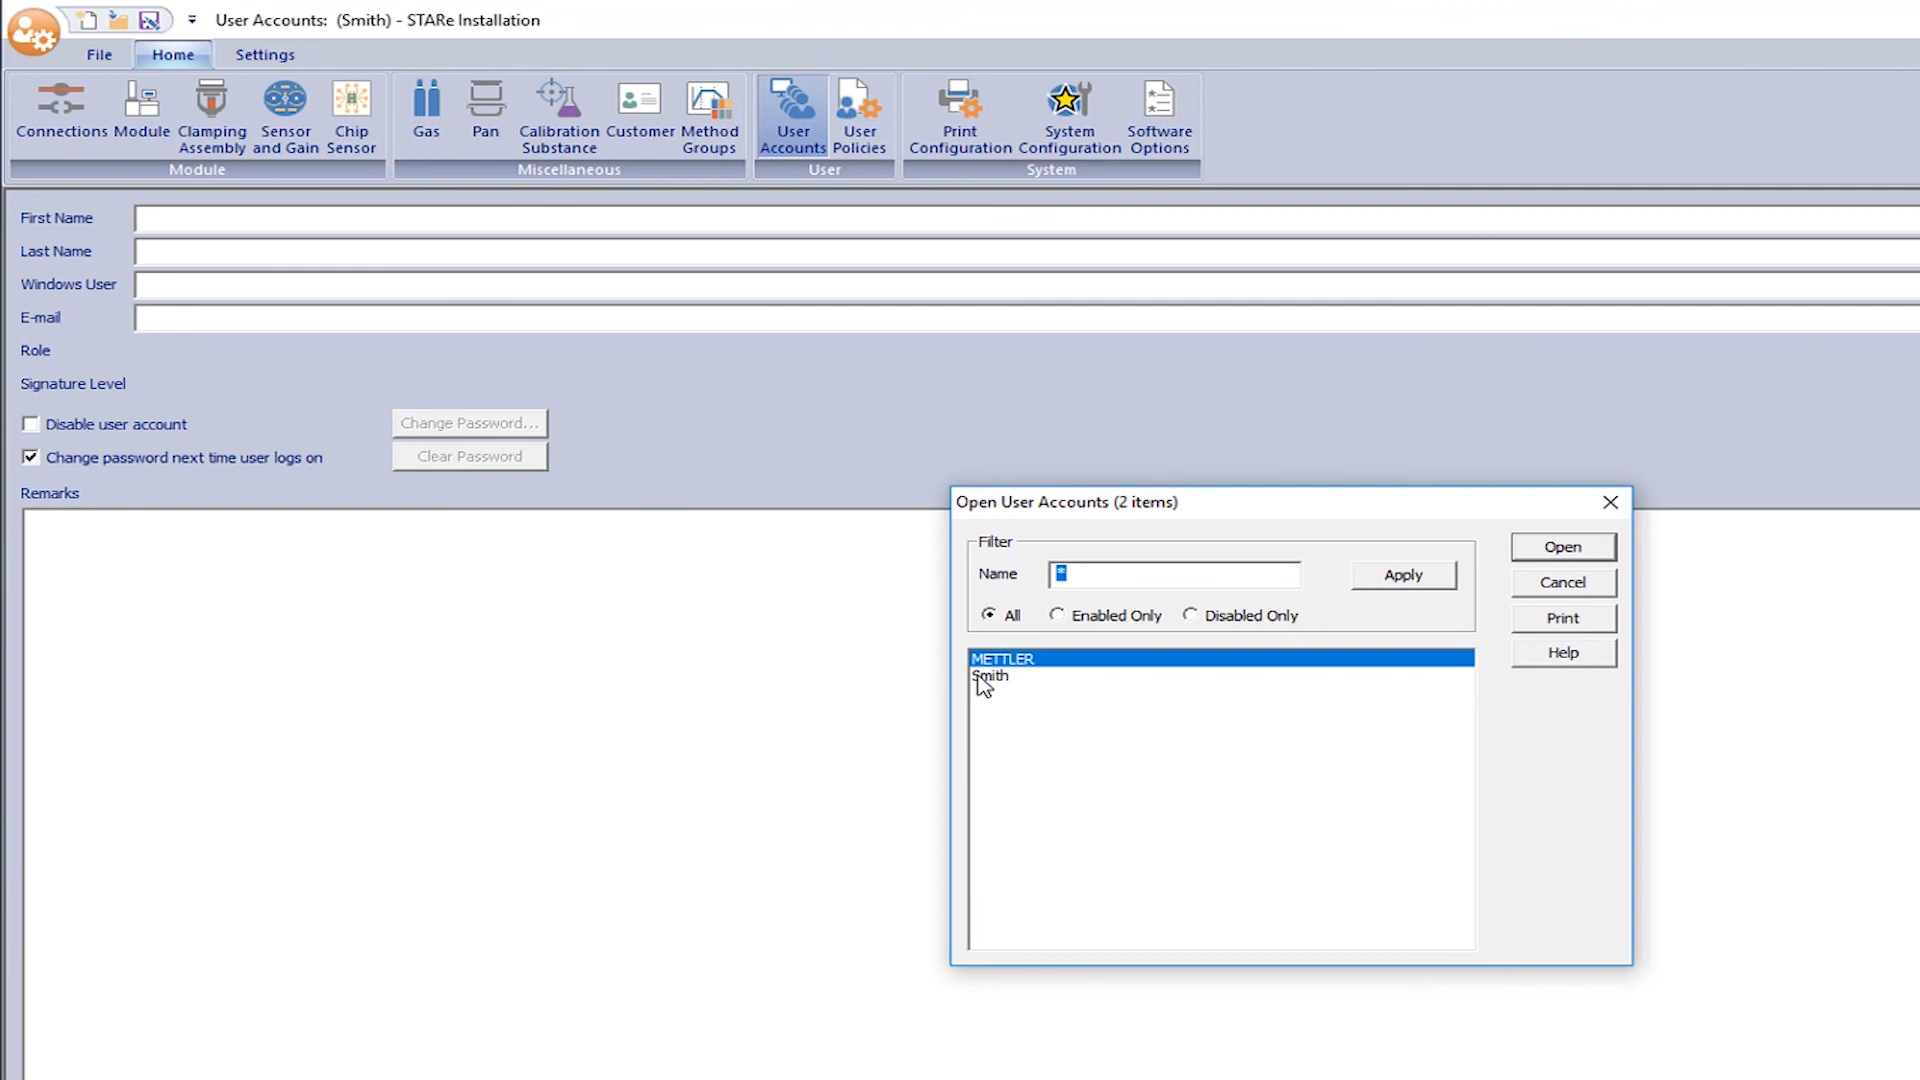 User Accounts: (Smith) - STARe Installation
File Home Settings
Connections Module Clamping Assembly Sensor and Gain Chip Sensor
Module
Gas Pan Calibration Substance Customer Method Groups
Miscellaneous
User Accounts User Policies
User
Print Configuration System Configuration Software Options
System
First Name
Last Name
Windows User
E-mail
Role
Signature Level
Disable user account
Change Password...
Change password next time user logs on
Clear Password
Remarks
Open User Accounts (2 items)
Filter
Name * Apply
All Enabled Only Disabled Only
METTLER
Smith
Open
Cancel
Print
Help